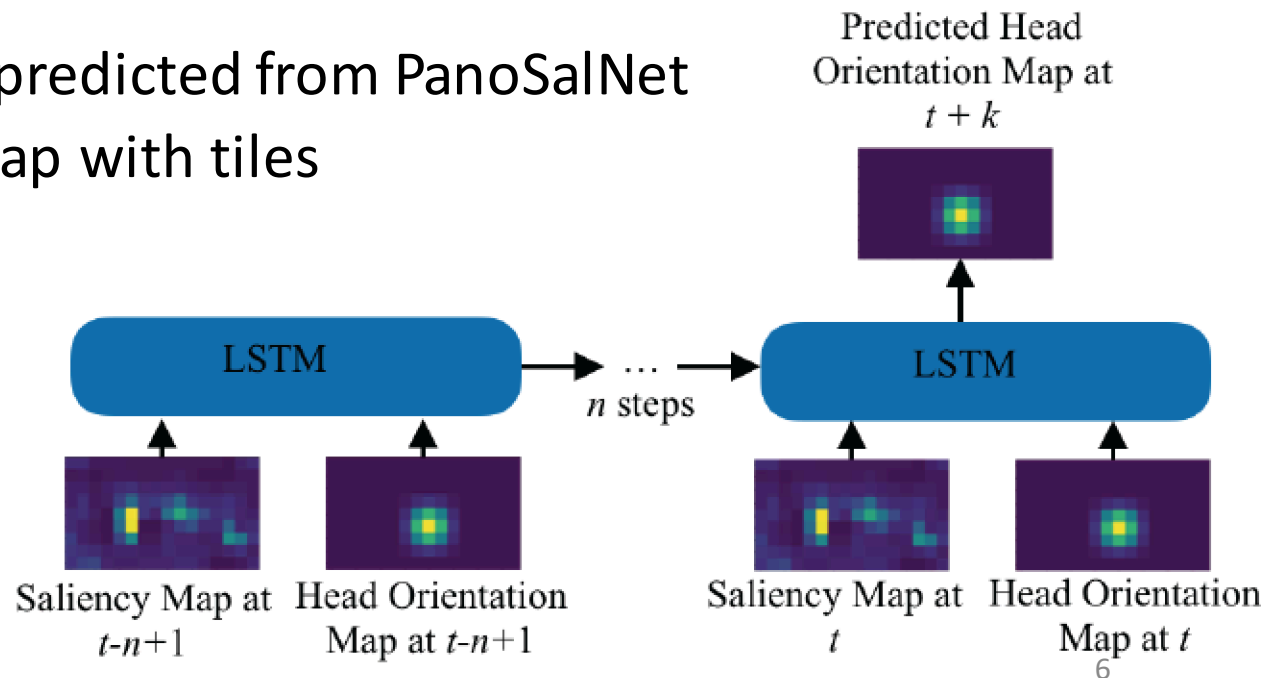 predicted from PanoSalNet
ap with tiles
Predicted Head
Orientation Map at
t + k
LSTM
...
n steps
LSTM
Saliency Map at
t-n+1
Head Orientation
Map at t-n+1
Saliency Map at
t
Head Orientation
Map at t
6